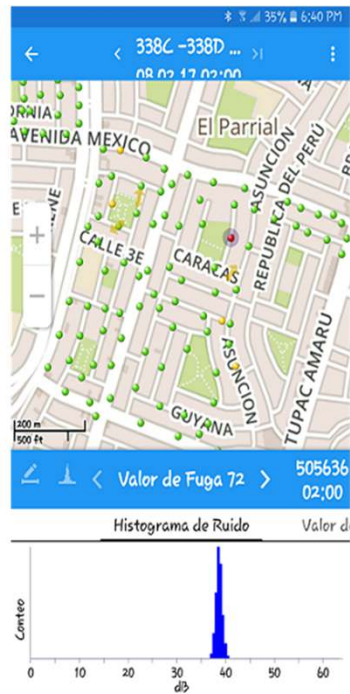 35% 6:40 PM
338C -338D ...
08.02.17 02:00
El Parrial
AVENIDA MEXICO
ASUNCION
REPUBLICA DEL PERÚ
CALLE 3E
CARACAS
ASUNCION
TUPAC AMARU
GUYANA
200 m
500 ft
Valor de Fuga 72
505636
02:00
Histograma de Ruido
Valor d
Conteo
0 10 20 30 40 50 60
dB